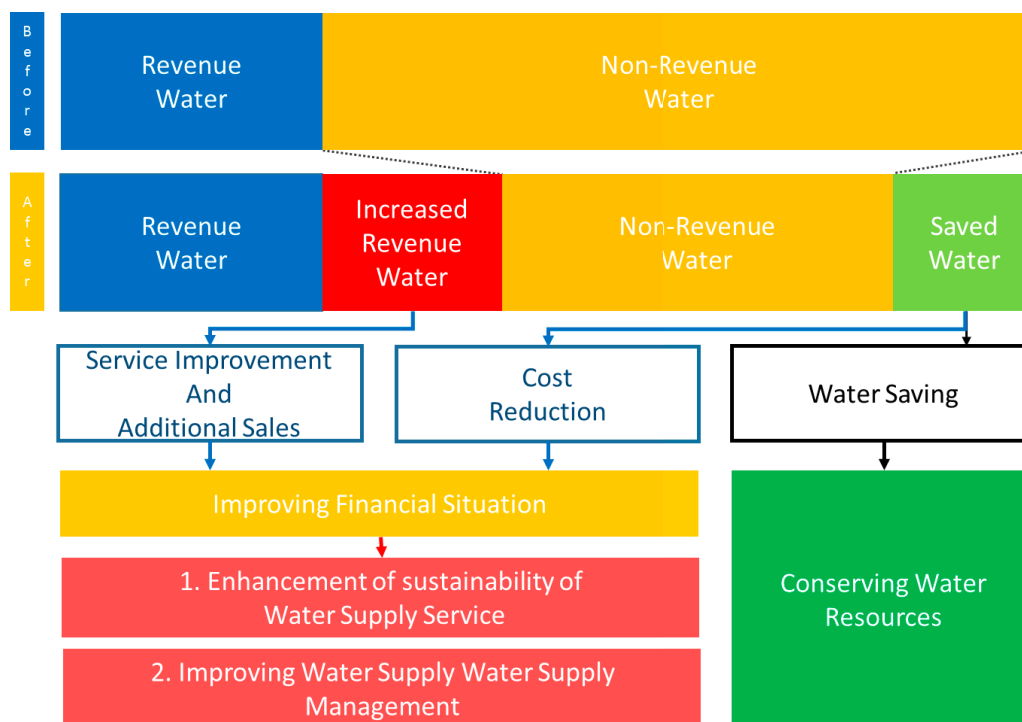 Before
Revenue
Water
Non-Revenue
Water
After
Revenue
Water
Increased
Revenue
Water
Non-Revenue
Water
Saved
Water
Service Improvement
And
Additional Sales
Cost
Reduction
Water Saving
Improving Financial Situation
1. Enhancement of sustainability of
Water Supply Service
2. Improving Water Supply Water Supply
Management
Conserving Water
Resources